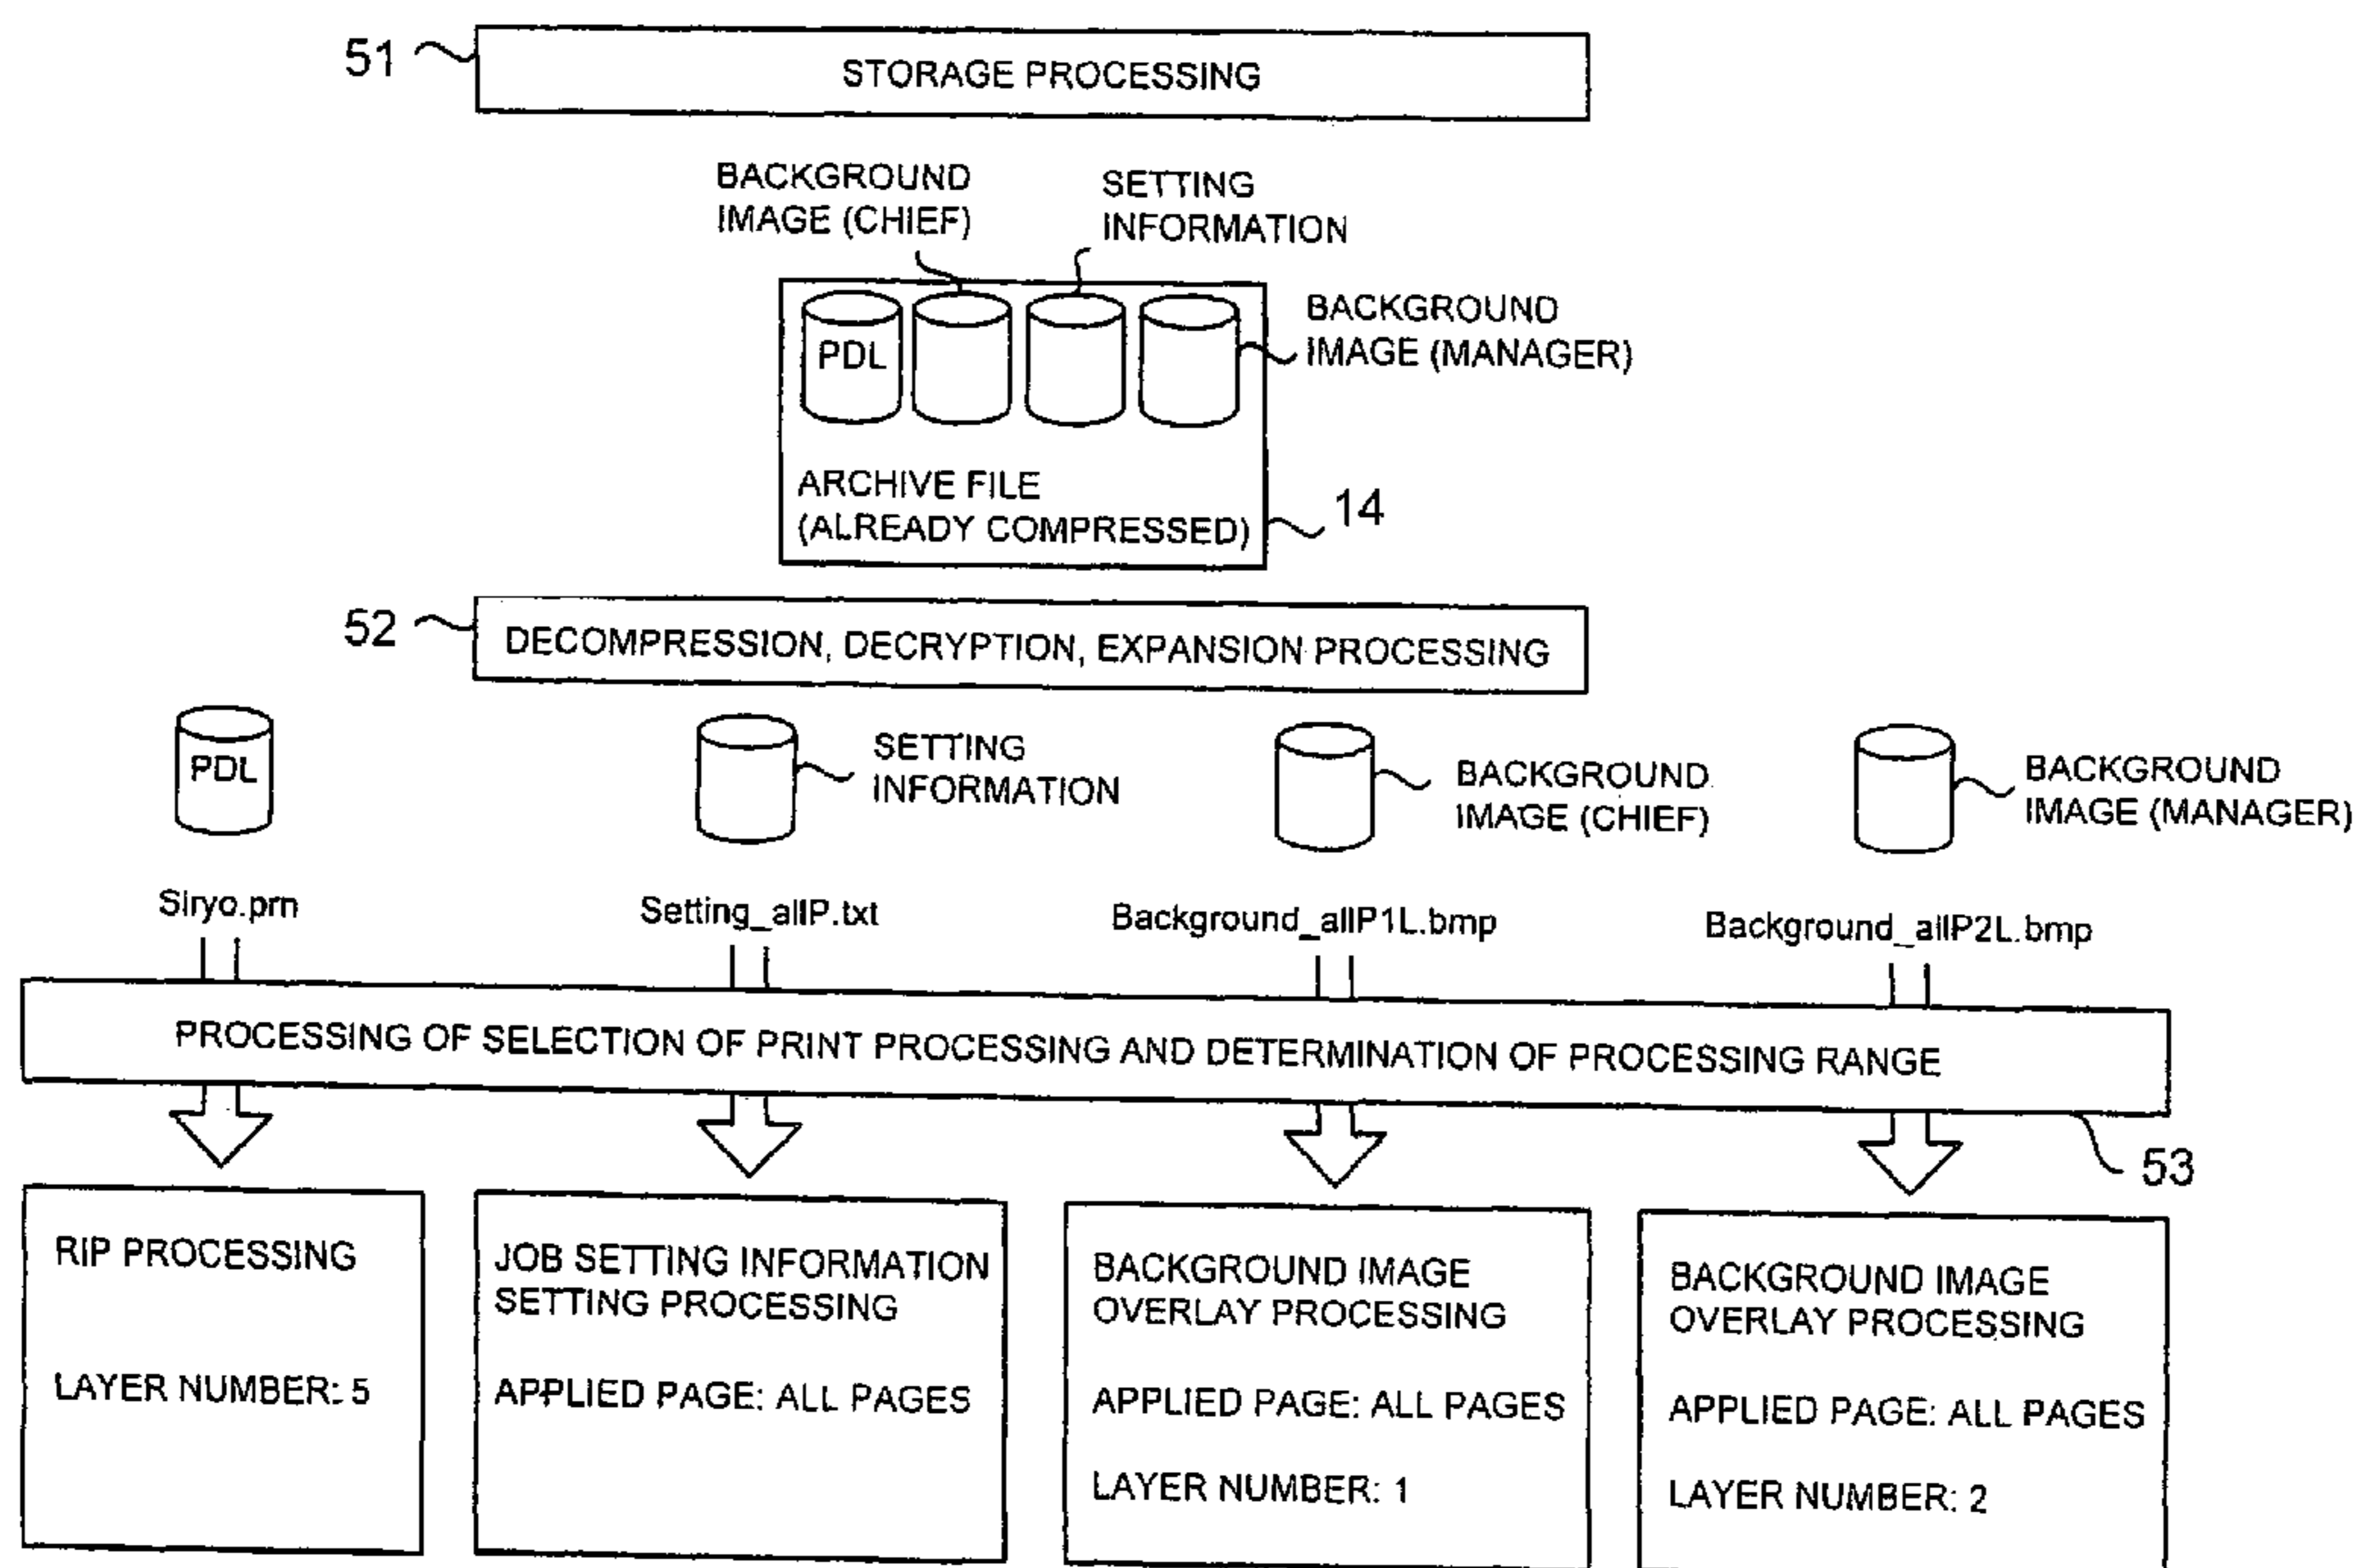 51
STORAGE PROCESSING
BACKGROUND
IMAGE (CHIEF)
SETTING
INFORMATION
BACKGROUND
IMAGE (MANAGER)
PDL
ARCHIVE FILE
(ALREADY COMPRESSED)
14
52
DECOMPRESSION, DECRYPTION, EXPANSION PROCESSING
PDL
SETTING
INFORMATION
BACKGROUND
IMAGE (CHIEF)
BACKGROUND
IMAGE (MANAGER)
Siryo.prn
Setting_allP.txt
Background_allP1L.bmp
Background_allP2L.bmp
PROCESSING OF SELECTION OF PRINT PROCESSING AND DETERMINATION OF PROCESSING RANGE
53
RIP PROCESSING
LAYER NUMBER: 5
JOB SETTING INFORMATION
SETTING PROCESSING
APPLIED PAGE: ALL PAGES
BACKGROUND IMAGE
OVERLAY PROCESSING
APPLIED PAGE: ALL PAGES
LAYER NUMBER: 1
BACKGROUND IMAGE
OVERLAY PROCESSING
APPLIED PAGE: ALL PAGES
LAYER NUMBER: 2